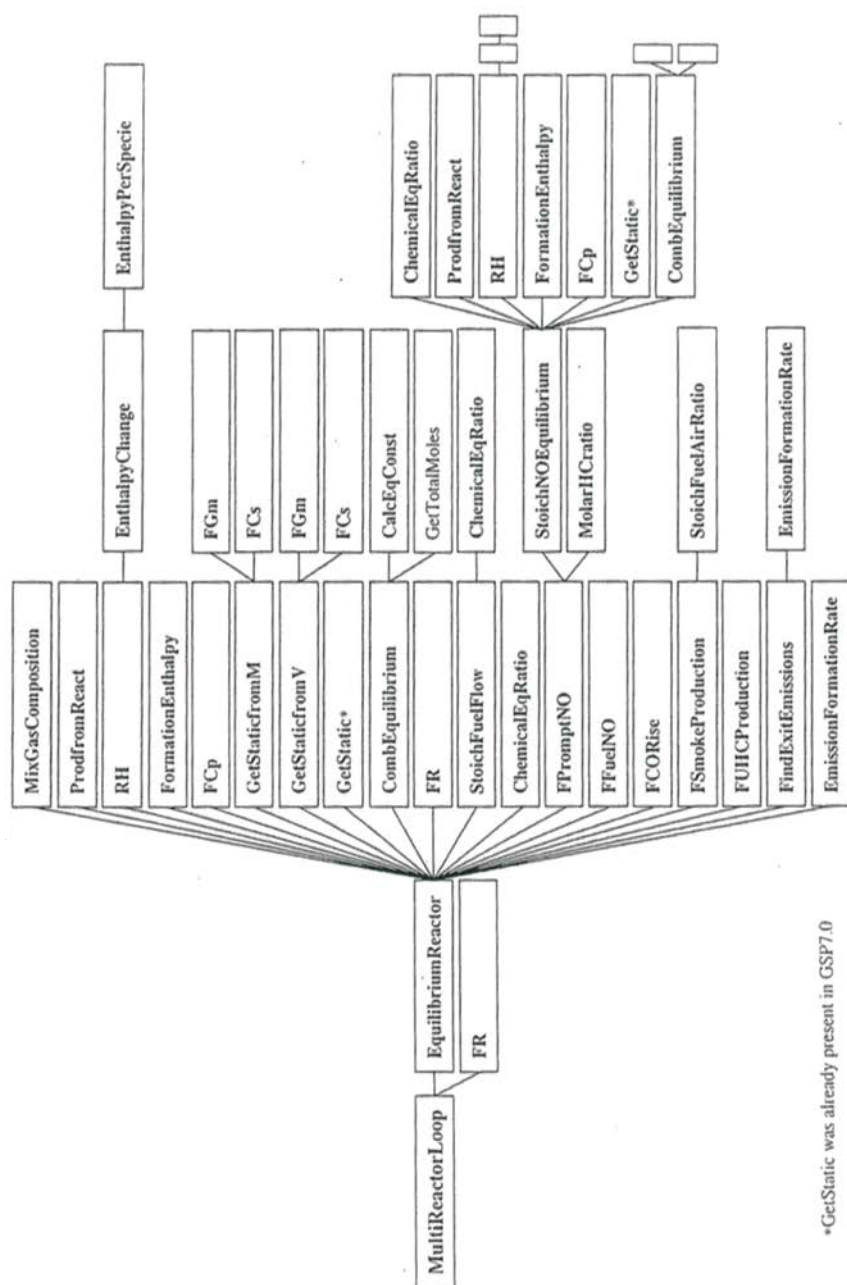 MultiReactorLoop
EquilibriumReactor
FR
MixGasComposition
ProdfromReact
RH
FormationEnthalpy
FCp
GetStaticfromM
GetStaticfromV
GetStatic*
CombEquilibrium
FR
StoichFuelFlow
ChemicalEqRatio
FPromptNO
FFuelNO
FCORise
FSmokeProduction
FUHCProduction
FindExitEmissions
EmissionFormationRate
EnthalpyChange
FGm
FCs
FGm
FCs
CalcEqConst
GetTotalMoles
ChemicalEqRatio
StoichNOEquilibrium
MolarHCratio
StoichFuelAirRatio
EmissionFormationRate
EnthalpyPerSpecie
ChemicalEqRatio
ProdfromReact
RH
FormationEnthalpy
FCp
GetStatic*
CombEquilibrium
*GetStatic was already present in GSP7.0